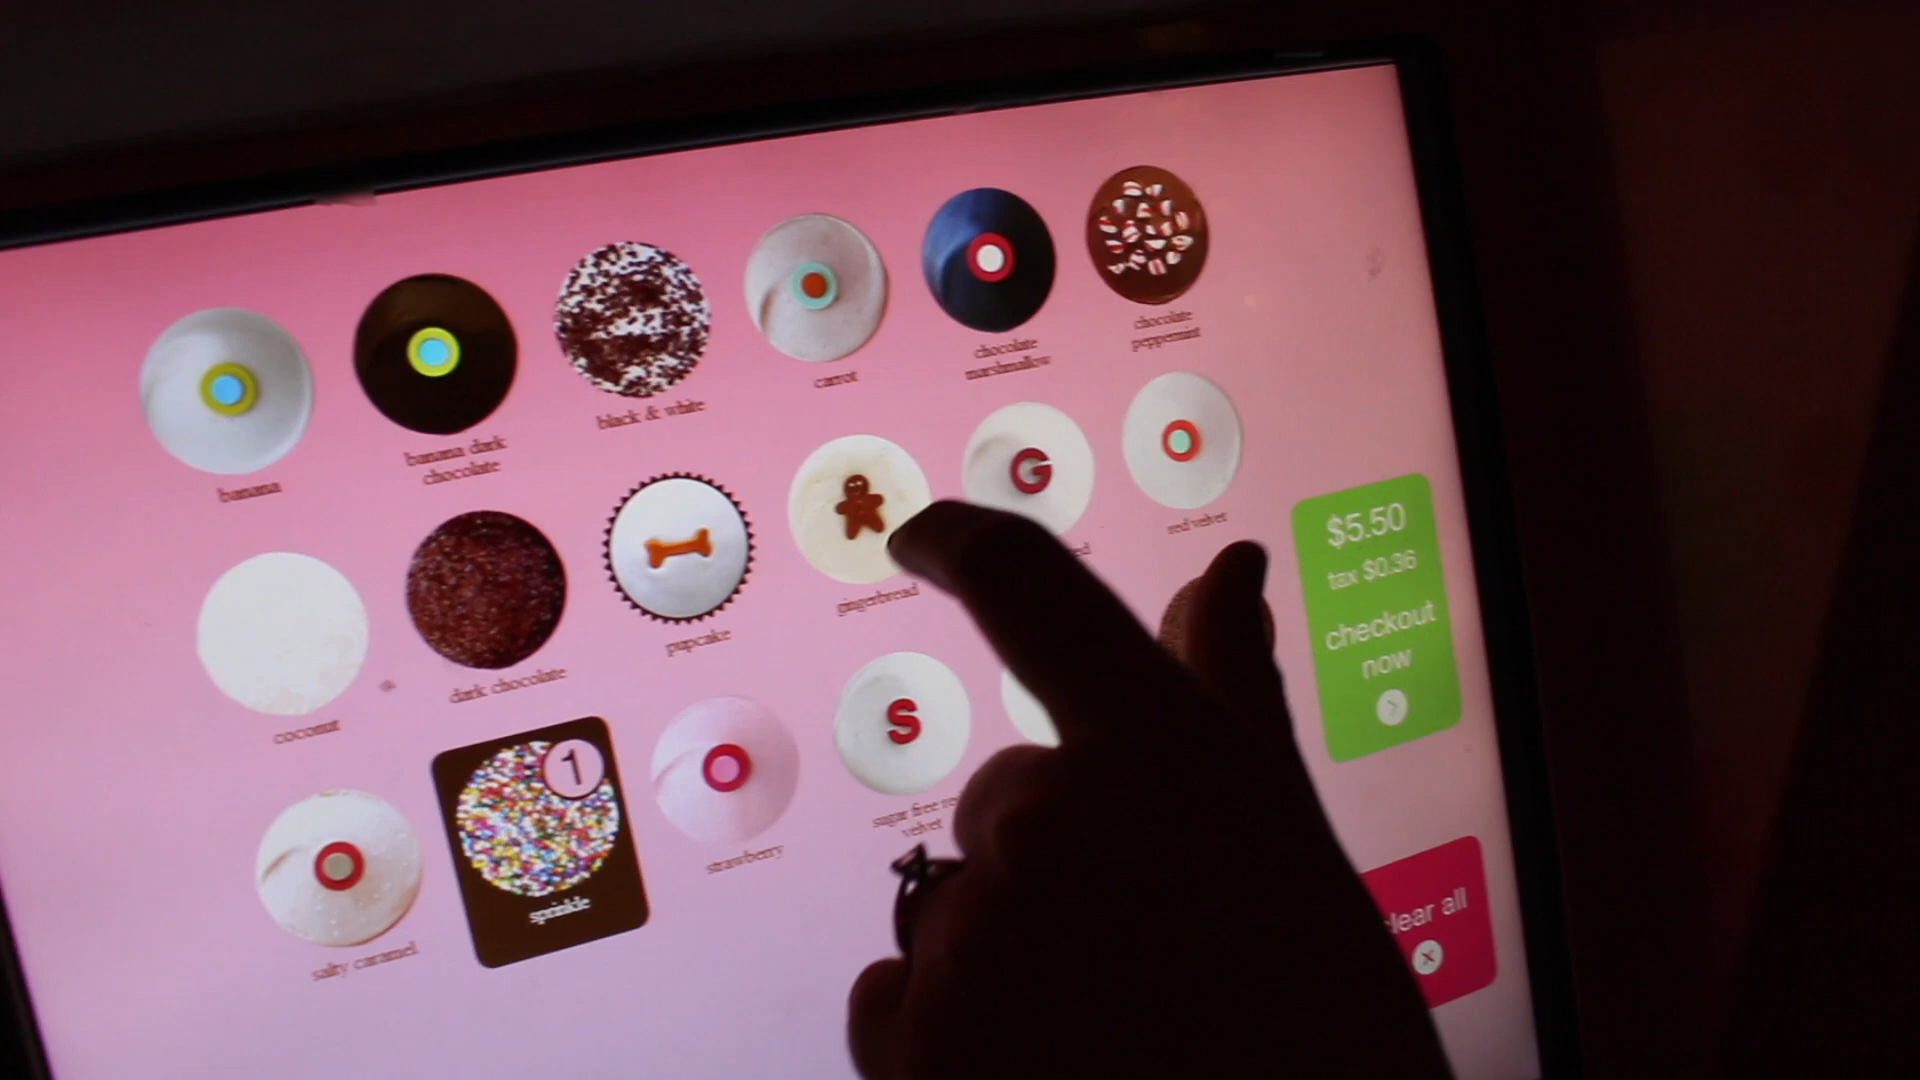 banana
banana dark
chocolate
black & white
carrot
chocolate
marshmallow
chocolate
peppermint
coconut
dark chocolate
pupcake
gingerbread
G
red velvet
salty caramel
1
sprinkle
strawberry
S
sugar free
velvet
$5.50
tax $0.36
checkout
now
clear all